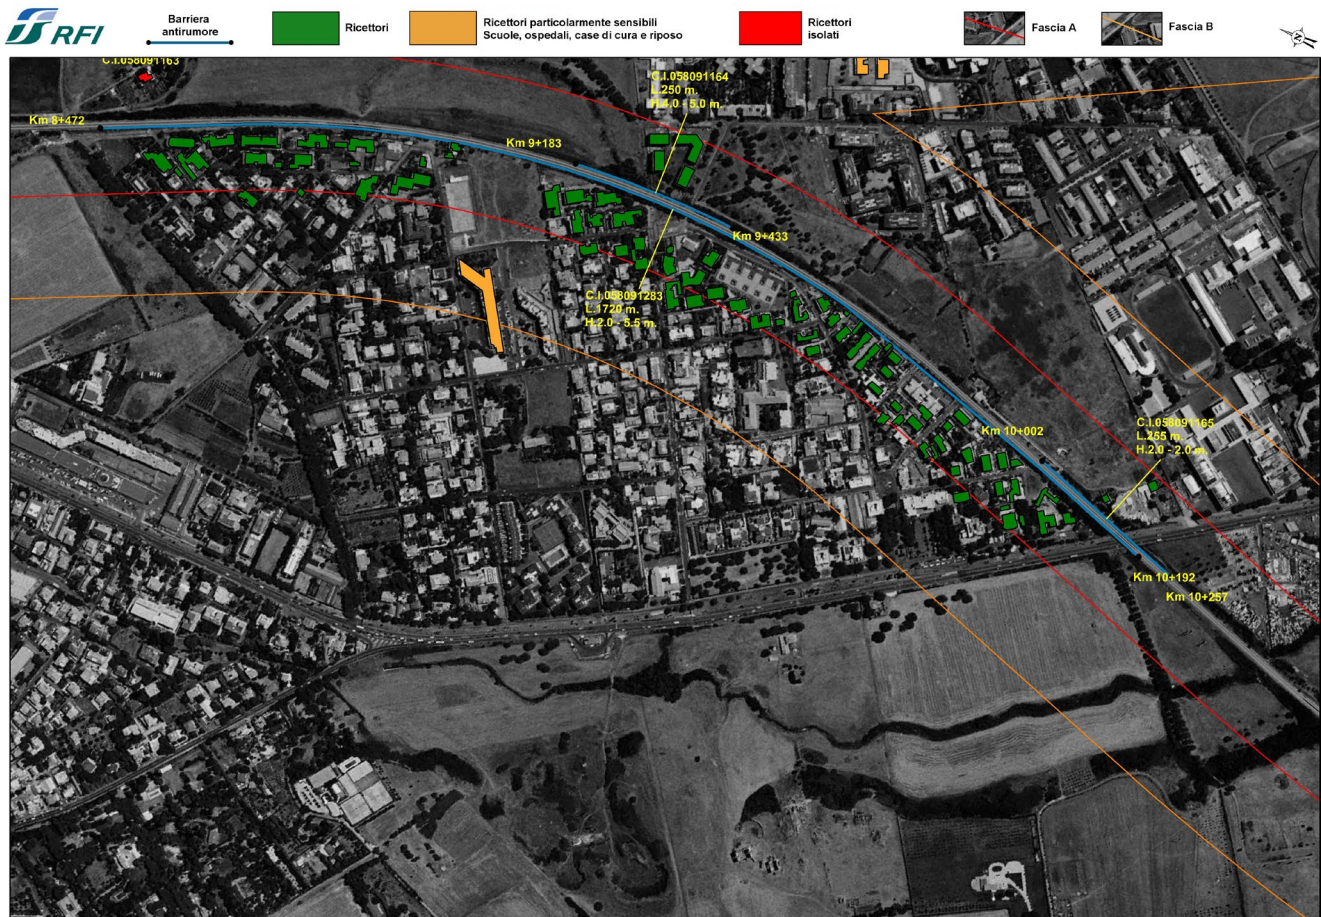 RFI
Barriera
antirumore
Ricettori
Ricettori particolarmente sensibili
Scuole, ospedali, case di cura e riposo
Ricettori
isolati
Fascia A
Fascia B
N
C.I.058091163
Km 8+472
Km 9+183
C.I.058091164
L.250 m.
H.4.0 - 5.0 m.
Km 9+433
C.I.058091283
L.1720 m.
H.2.0 - 5.5 m.
Km 10+002
C.I.058091165
L.255 m.
H.2.0 - 2.0 m.
Km 10+192
Km 10+257